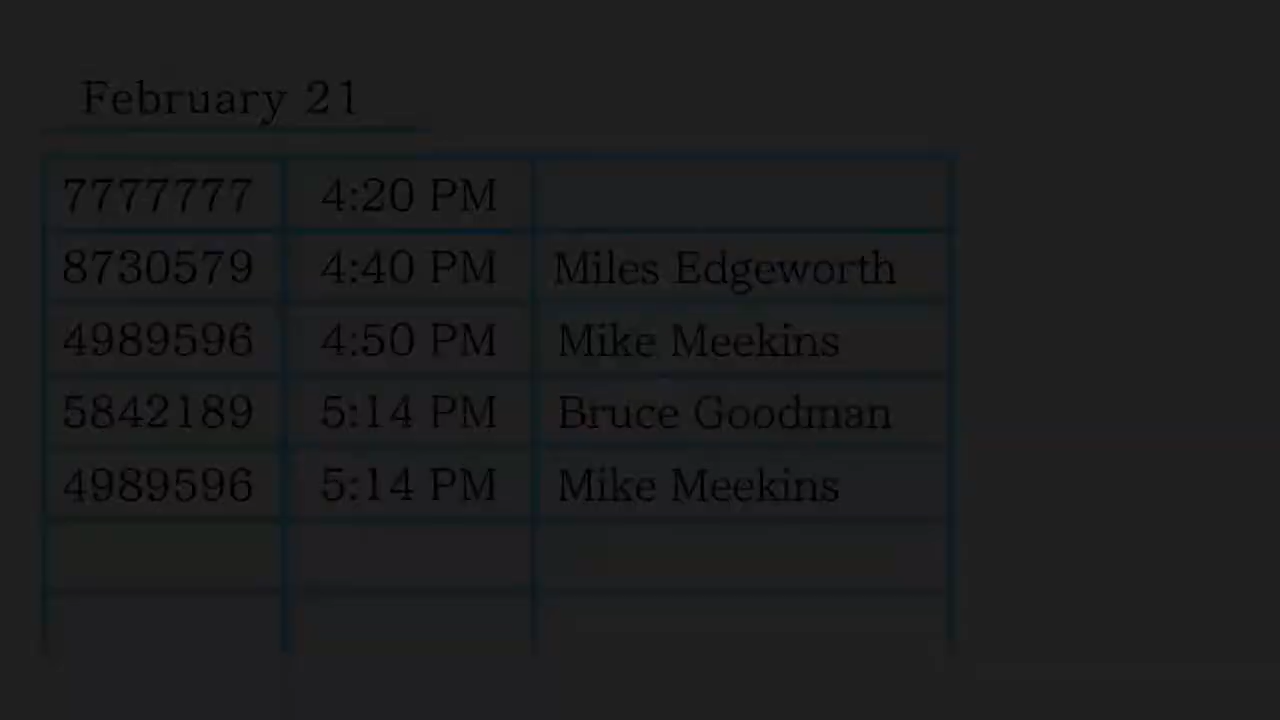 February 21
7777777 4:20 PM
8730579 4:40 PM Miles Edgeworth
4989596 4:50 PM Mike Meekins
5842189 5:14 PM Bruce Goodman
4989596 5:14 PM Mike Meekins